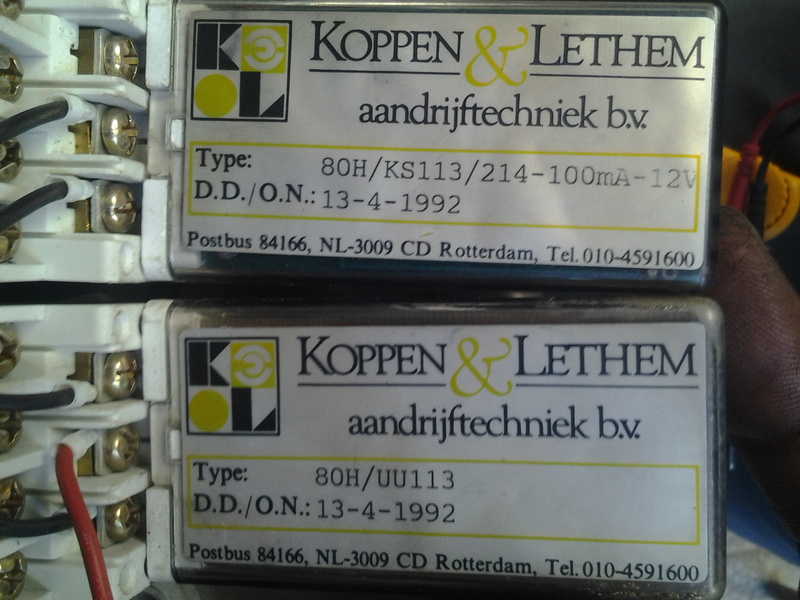 KOPPEN & LETHEM
aandrijftechniek b.v.
Type: 80H/KS113/214-100mA-12V
D.D./O.N.: 13-4-1992
Postbus 84166, NL-3009 CD Rotterdam, Tel. 010-4591600
KOPPEN & LETHEM
aandrijftechniek b.v.
Type: 80H/UU113
D.D./O.N.: 13-4-1992
Postbus 84166, NL-3009 CD Rotterdam, Tel. 010-4591600